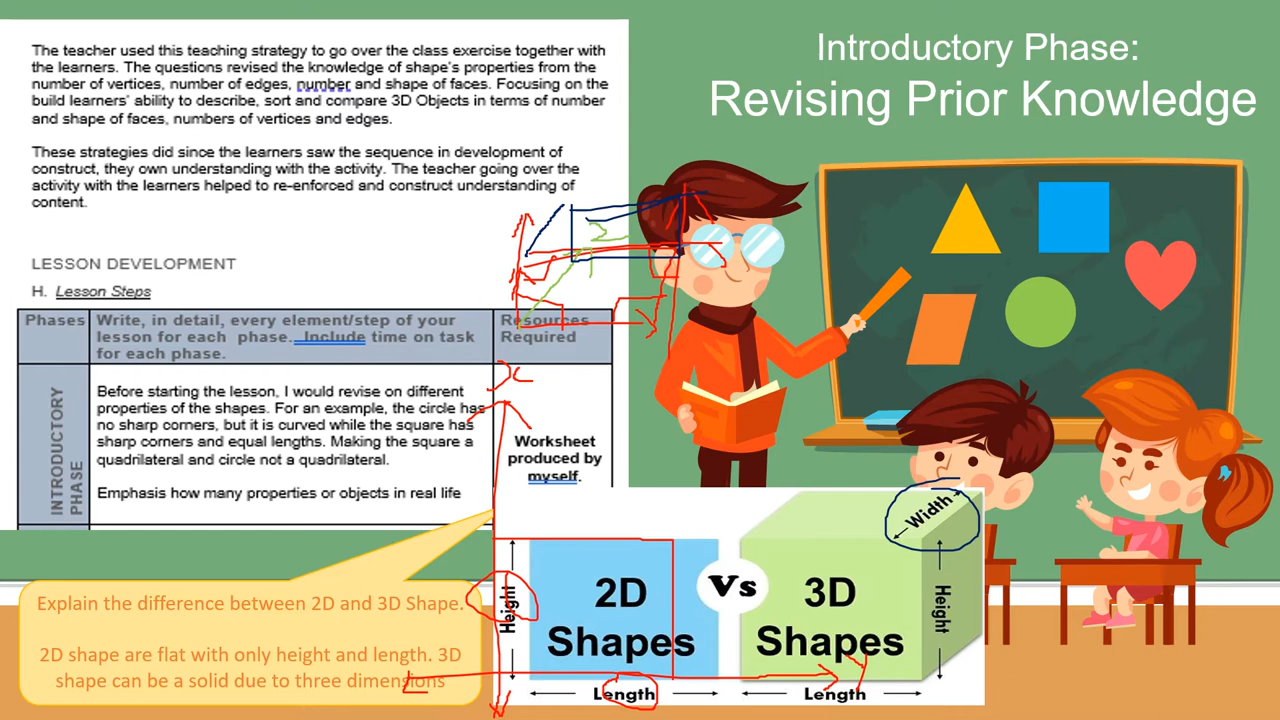 Introductory Phase:
Revising Prior Knowledge
The teacher used this teaching strategy to go over the class exercise together with
the learners. The questions revised the knowledge of shape's properties from the
number of vertices, number of edges, number and shape of faces. Focusing on the
build learners' ability to describe, sort and compare 3D Objects in terms of number
and shape of faces, numbers of vertices and edges.
These strategies did since the learners saw the sequence in development of
construct, they own understanding with the activity. The teacher going over the
activity with the learners helped to re-enforced and construct understanding of
content.
LESSON DEVELOPMENT
H. Lesson Steps
Phases
Write, in detail, every element/step of your
lesson for each phase. Include time on task
for each phase.
Resources
Required
INTRODUCTORY
PHASE
Before starting the lesson, I would revise on different
properties of the shapes. For an example, the circle has
no sharp corners, but it is curved while the square has
sharp corners and equal lengths. Making the square a
quadrilateral and circle not a quadrilateral.
Emphasis how many properties or objects in real life
Worksheet
produced by
myself.
Explain the difference between 2D and 3D Shape.
2D shape are flat with only height and length. 3D
shape can be a solid due to three dimensions
Height
2D
Shapes
Length
Vs
3D
Shapes
Length
Width
Height
x
y